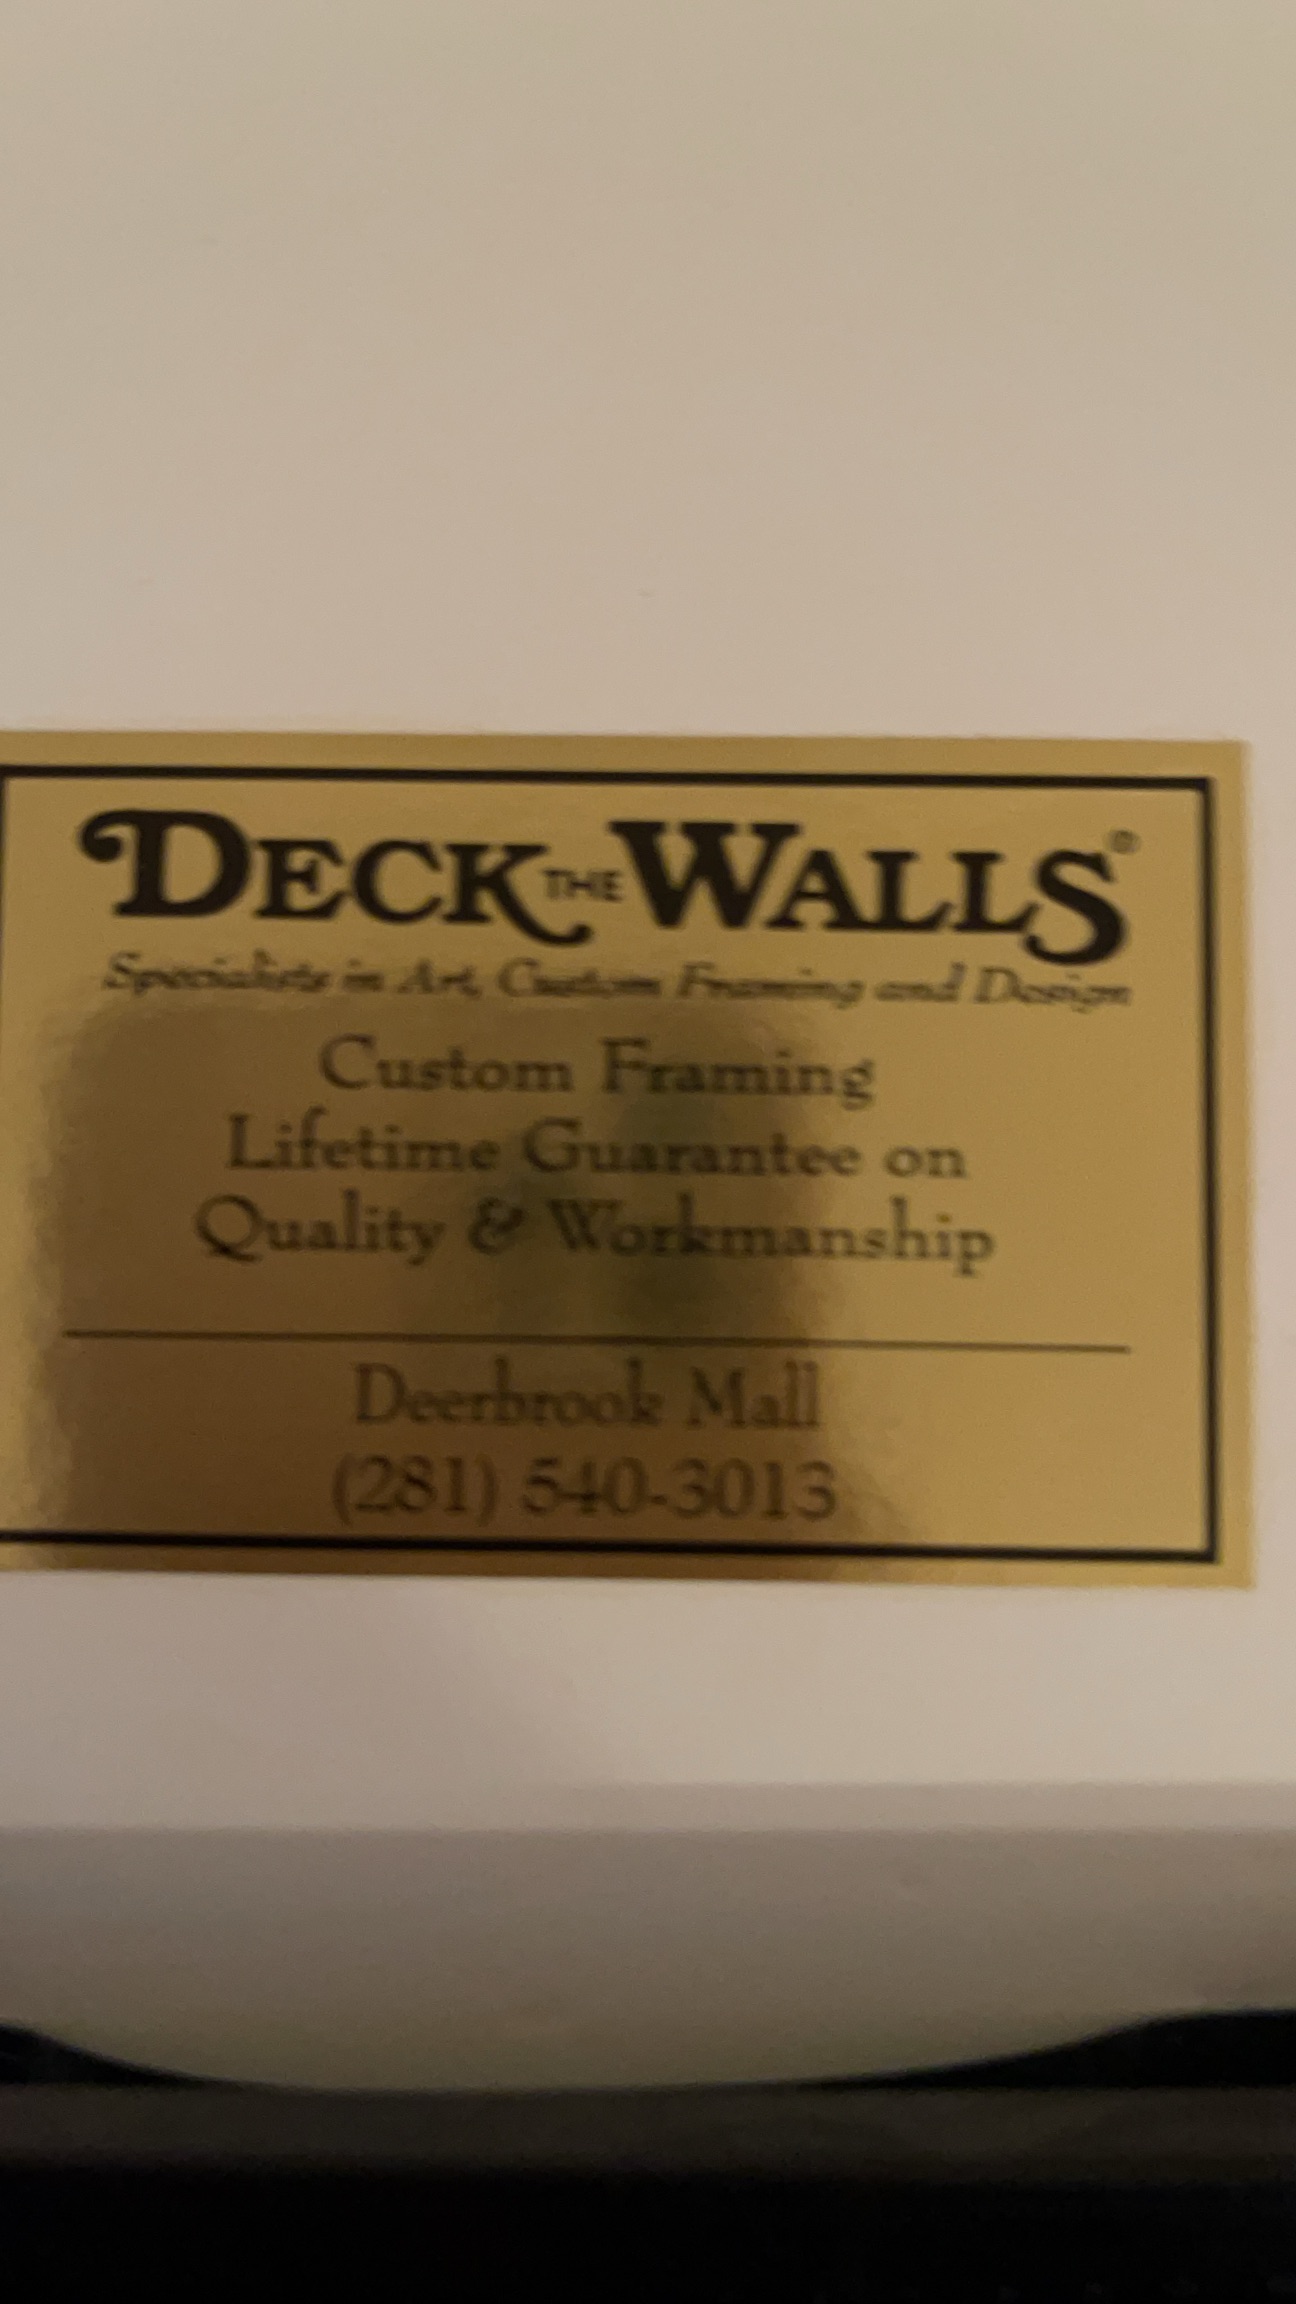 DECK THE WALLS®
Specialists in Art, Custom Framing and Design
Custom Framing
Lifetime Guarantee on
Quality & Workmanship
Deerbrook Mall
(281) 540-3013